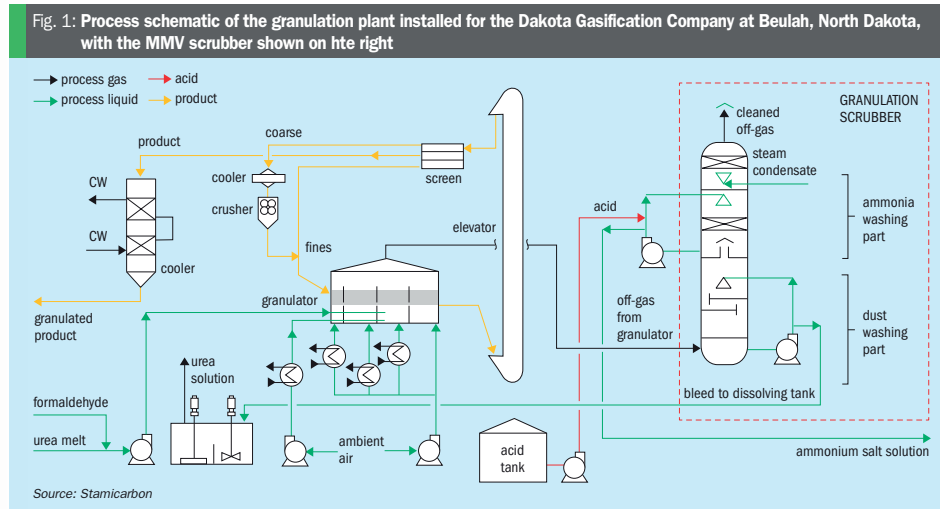 Fig. 1: Process schematic of the granulation plant installed for the Dakota Gasification Company at Beulah, North Dakota,
with the MMV scrubber shown on hte right
process gas
acid
process liquid
product
product
coarse
cooler
screen
crusher
CW
CW
cooler
fines
elevator
granulator
granulated
product
urea
solution
formaldehyde
urea melt
ambient
air
acid
tank
acid
off-gas
from
granulator
cleaned
off-gas
steam
condensate
GRANULATION
SCRUBBER
ammonia
washing
part
dust
washing
part
bleed to dissolving tank
ammonium salt solution
Source: Stamicarbon